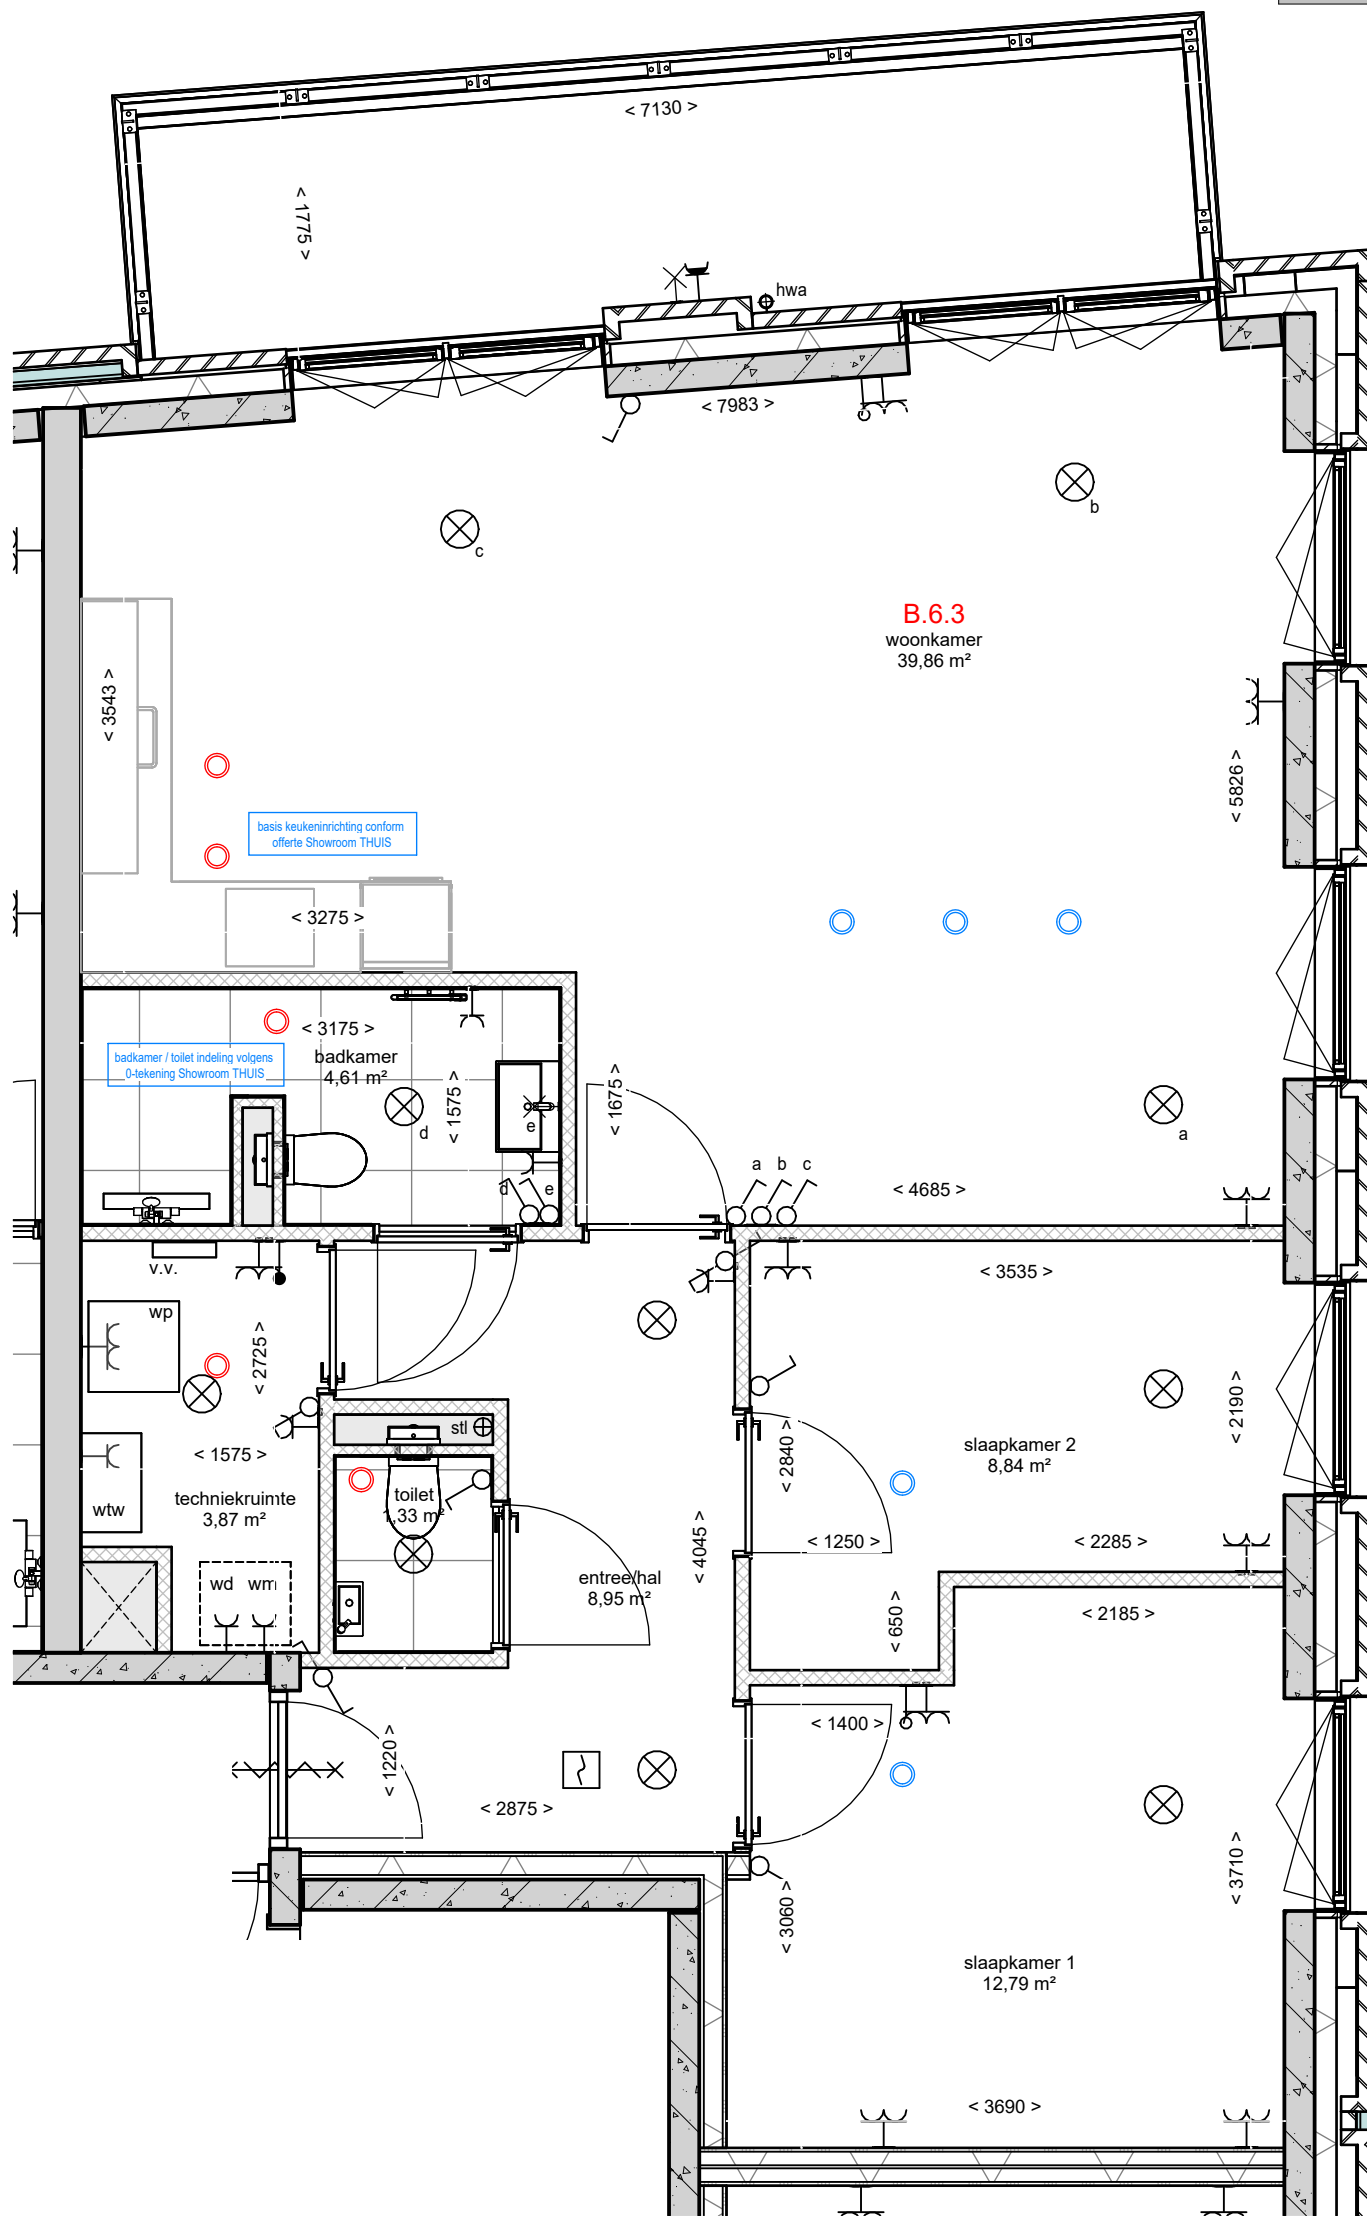 < 7130 >
< 1775 >
hwa
< 7983 >
b
c
B.6.3
woonkamer
39,86 m²
< 3543 >
< 5826 >
basis keukeninrichting conform
offerte Showroom THUIS
< 3275 >
< 3175 >
badkamer
4,61 m²
badkamer / toilet indeling volgens
0-tekening Showroom THUIS
< 1575 >
< 1675 >
d
e
a
d
e
a b c
< 4685 >
v.v.
< 3535 >
wp
< 2725 >
< 2190 >
stl
< 2840 >
slaapkamer 2
8,84 m²
< 1575 >
wtw
techniekruimte
3,87 m²
toilet
1,33 m²
< 4045 >
< 1250 >
< 2285 >
wd wm
entree/hal
8,95 m²
< 650 >
< 2185 >
< 1220 >
< 1400 >
< 2875 >
< 3710 >
< 3060 >
slaapkamer 1
12,79 m²
< 3690 >